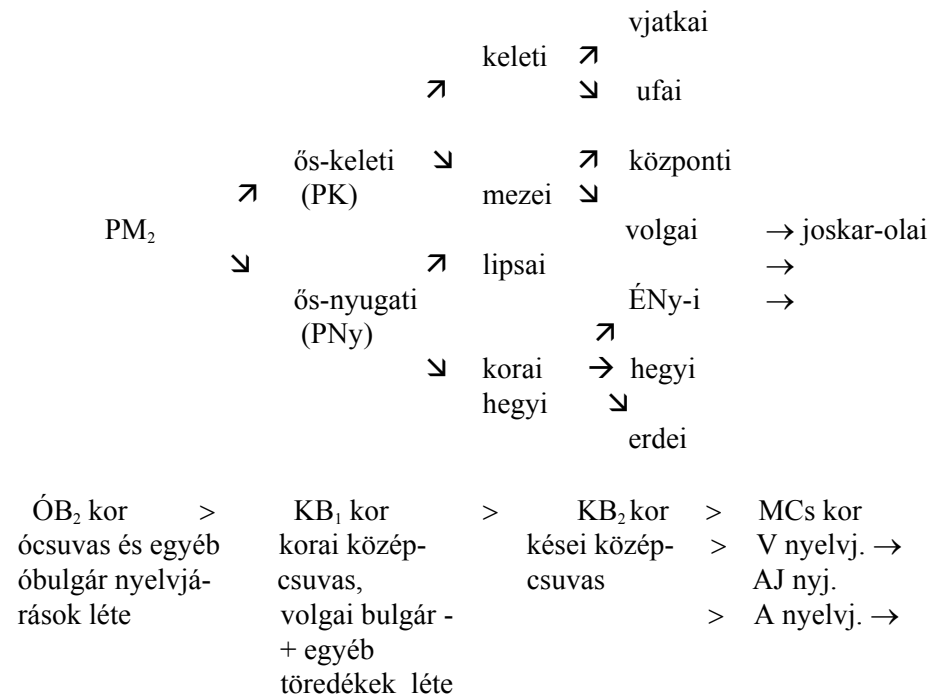 vjatkai
keleti ↗
↗ ↘ ufai
ős-keleti ↘ ↗ központi
↗ (PK) mezei ↘
PM₂ volgai → joskar-olai
↘ ↗ lipsai →
ős-nyugati ÉNy-i →
(PNy) ↗
↘ korai → hegyi
hegyi ↘
erdei
ÓB₂ kor > KB₁ kor > KB₂ kor > MCs kor
ócsuvas és egyéb korai közép- kései közép- > V nyelvj. →
óbulgár nyelvjá- csuvas, csuvas AJ nyj.
rások léte volgai bulgár - > A nyelvj. →
+ egyéb
töredékek léte